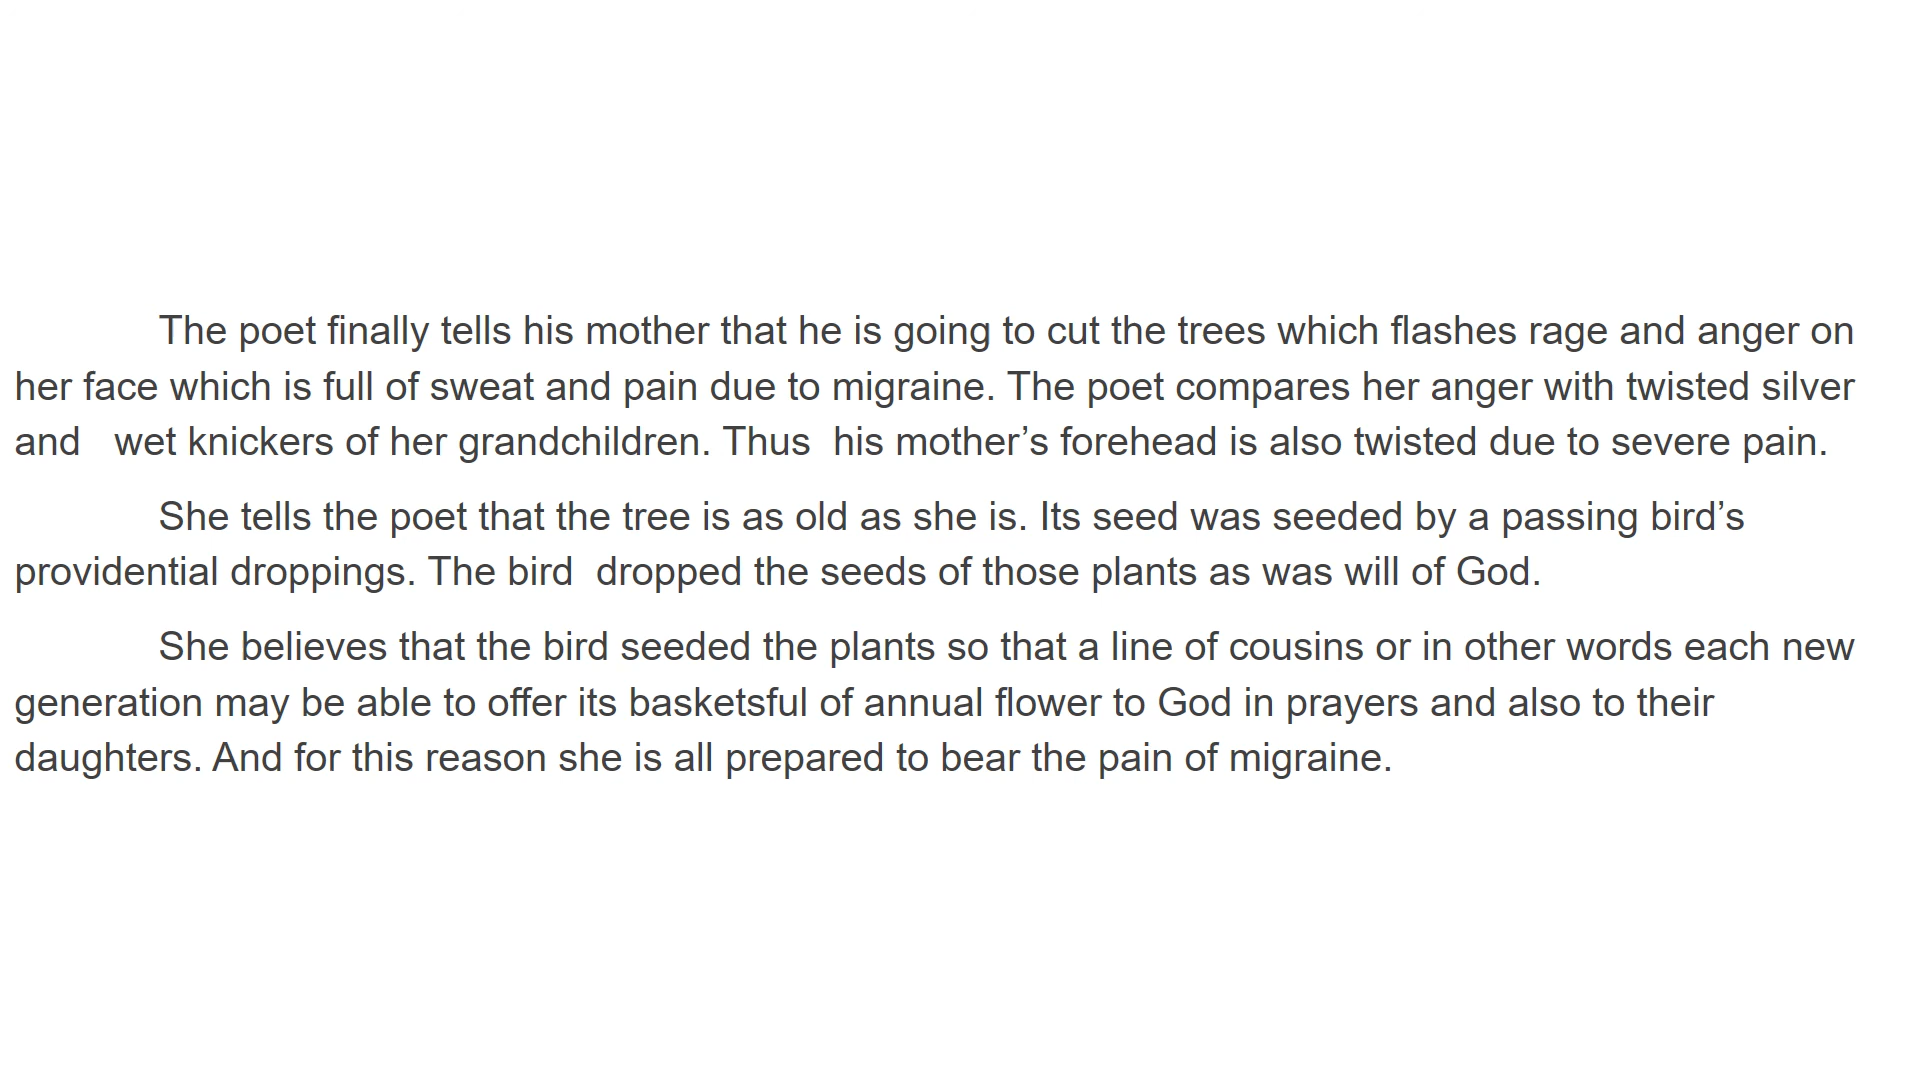 The poet finally tells his mother that he is going to cut the trees which flashes rage and anger on
her face which is full of sweat and pain due to migraine. The poet compares her anger with twisted silver
and wet knickers of her grandchildren. Thus his mother’s forehead is also twisted due to severe pain.
She tells the poet that the tree is as old as she is. Its seed was seeded by a passing bird’s
providential droppings. The bird dropped the seeds of those plants as was will of God.
She believes that the bird seeded the plants so that a line of cousins or in other words each new
generation may be able to offer its basketsful of annual flower to God in prayers and also to their
daughters. And for this reason she is all prepared to bear the pain of migraine.